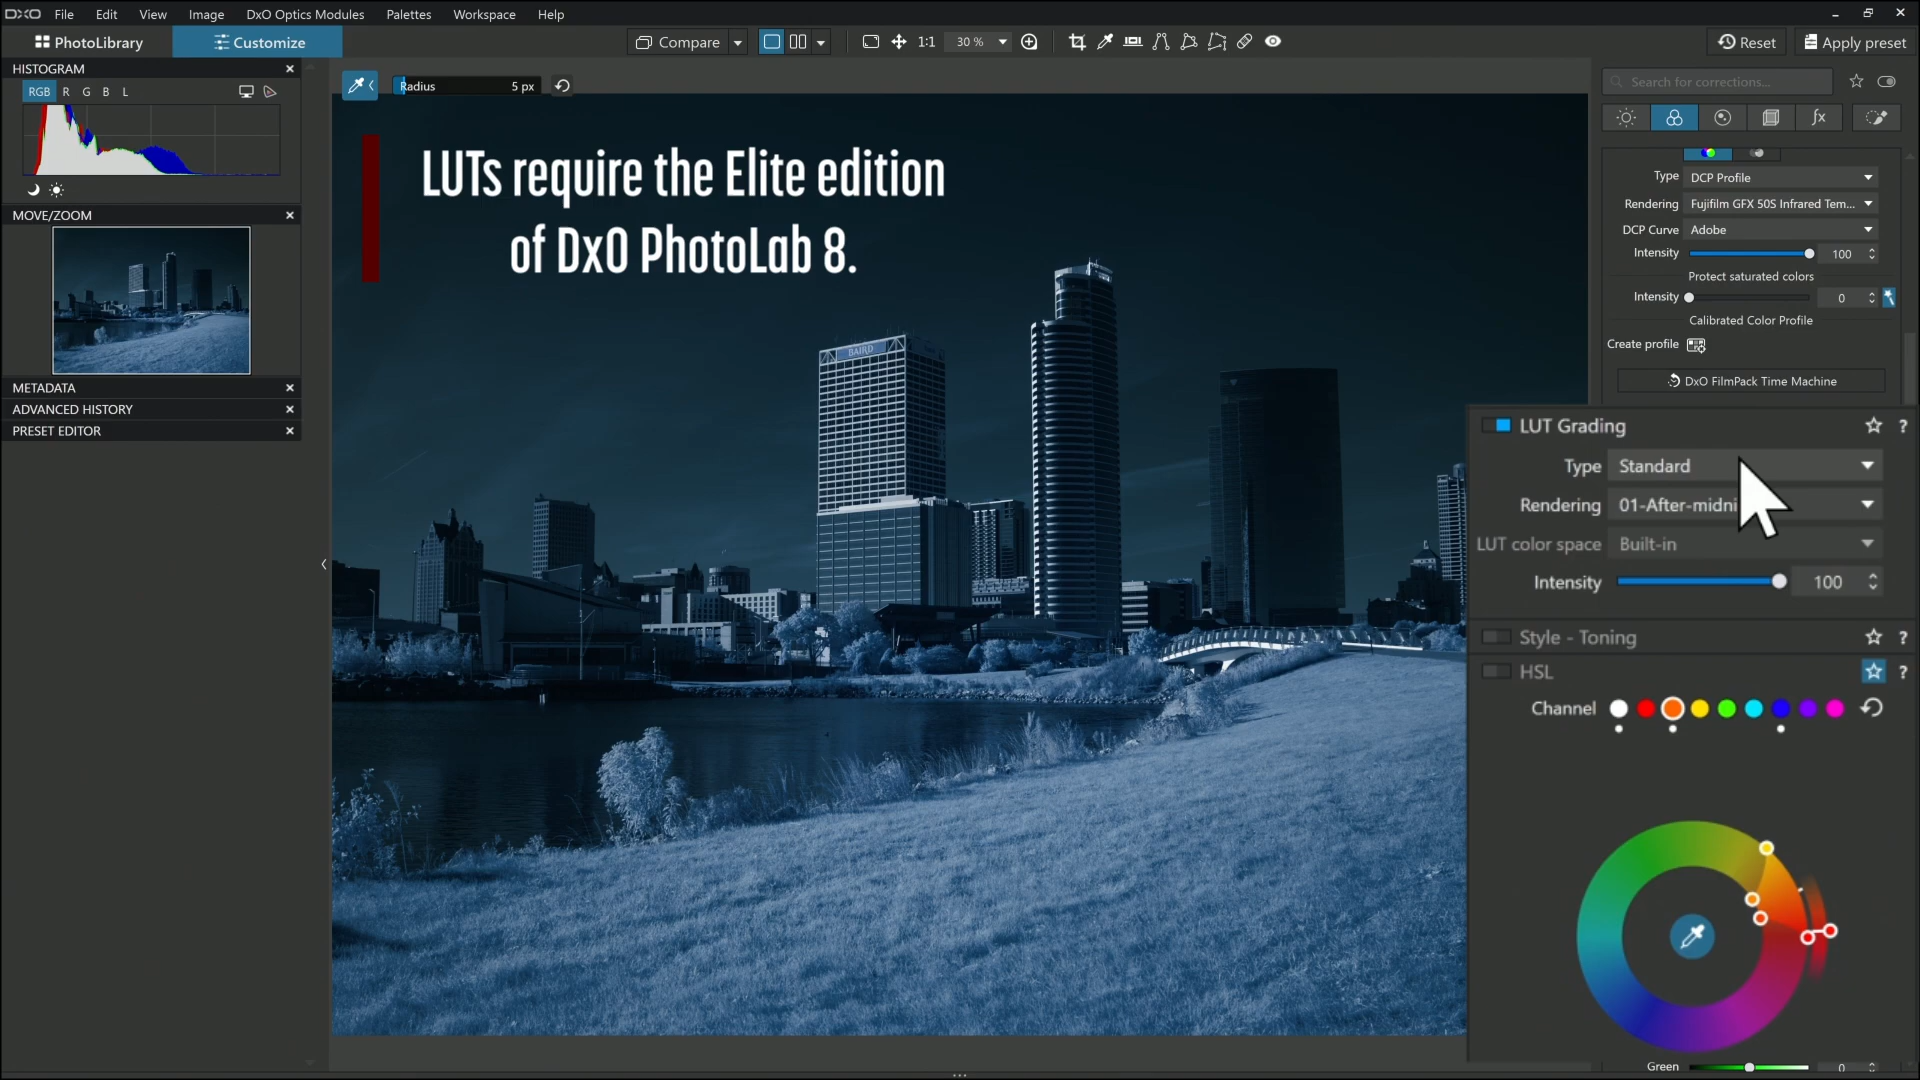 DXO File Edit View Image DxO Optics Modules Palettes Workspace Help
PhotoLibrary Customize Compare 1:1 30 % Reset Apply preset
HISTOGRAM
RGB R G B L
MOVE/ZOOM
METADATA
ADVANCED HISTORY
PRESET EDITOR
Radius 5 px
LUTs require the Elite edition
of DxO PhotoLab 8.
BAIRD
Search for corrections...
fx
Type DCP Profile
Rendering Fujifilm GFX 50S Infrared Tem...
DCP Curve Adobe
Intensity 100
Protect saturated colors
Intensity 0
Calibrated Color Profile
Create profile
DxO FilmPack Time Machine
LUT Grading ?
Type Standard
Rendering 01-After-midni
LUT color space Built-in
Intensity 100
Style - Toning ?
HSL ?
Channel
Green 0